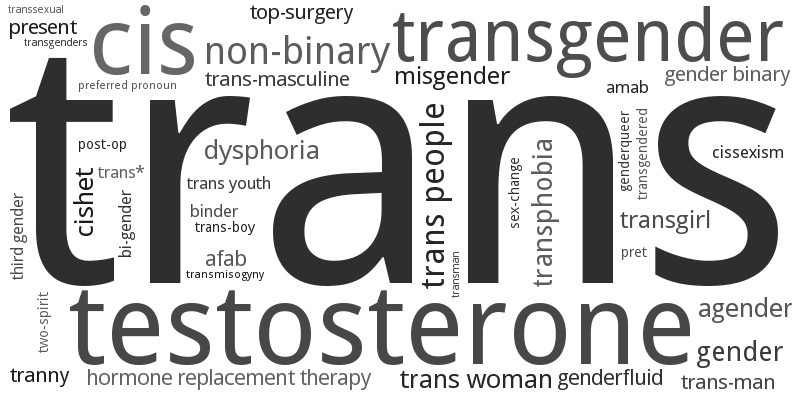 transsexual
present
transgenders
cis
top-surgery
transgender
non-binary
preferred pronoun
trans-masculine
misgender
gender binary
amab
trans
post-op
dysphoria
trans people
genderqueer
transgendered
cissexism
cishet
trans*
trans youth
sex-change
transphobia
third gender
bi-gender
binder
trans-boy
transgirl
afab
transmisogyny
transman
pret
two-spirit
testosterone
agender
gender
tranny
hormone replacement therapy
trans woman
genderfluid
trans-man